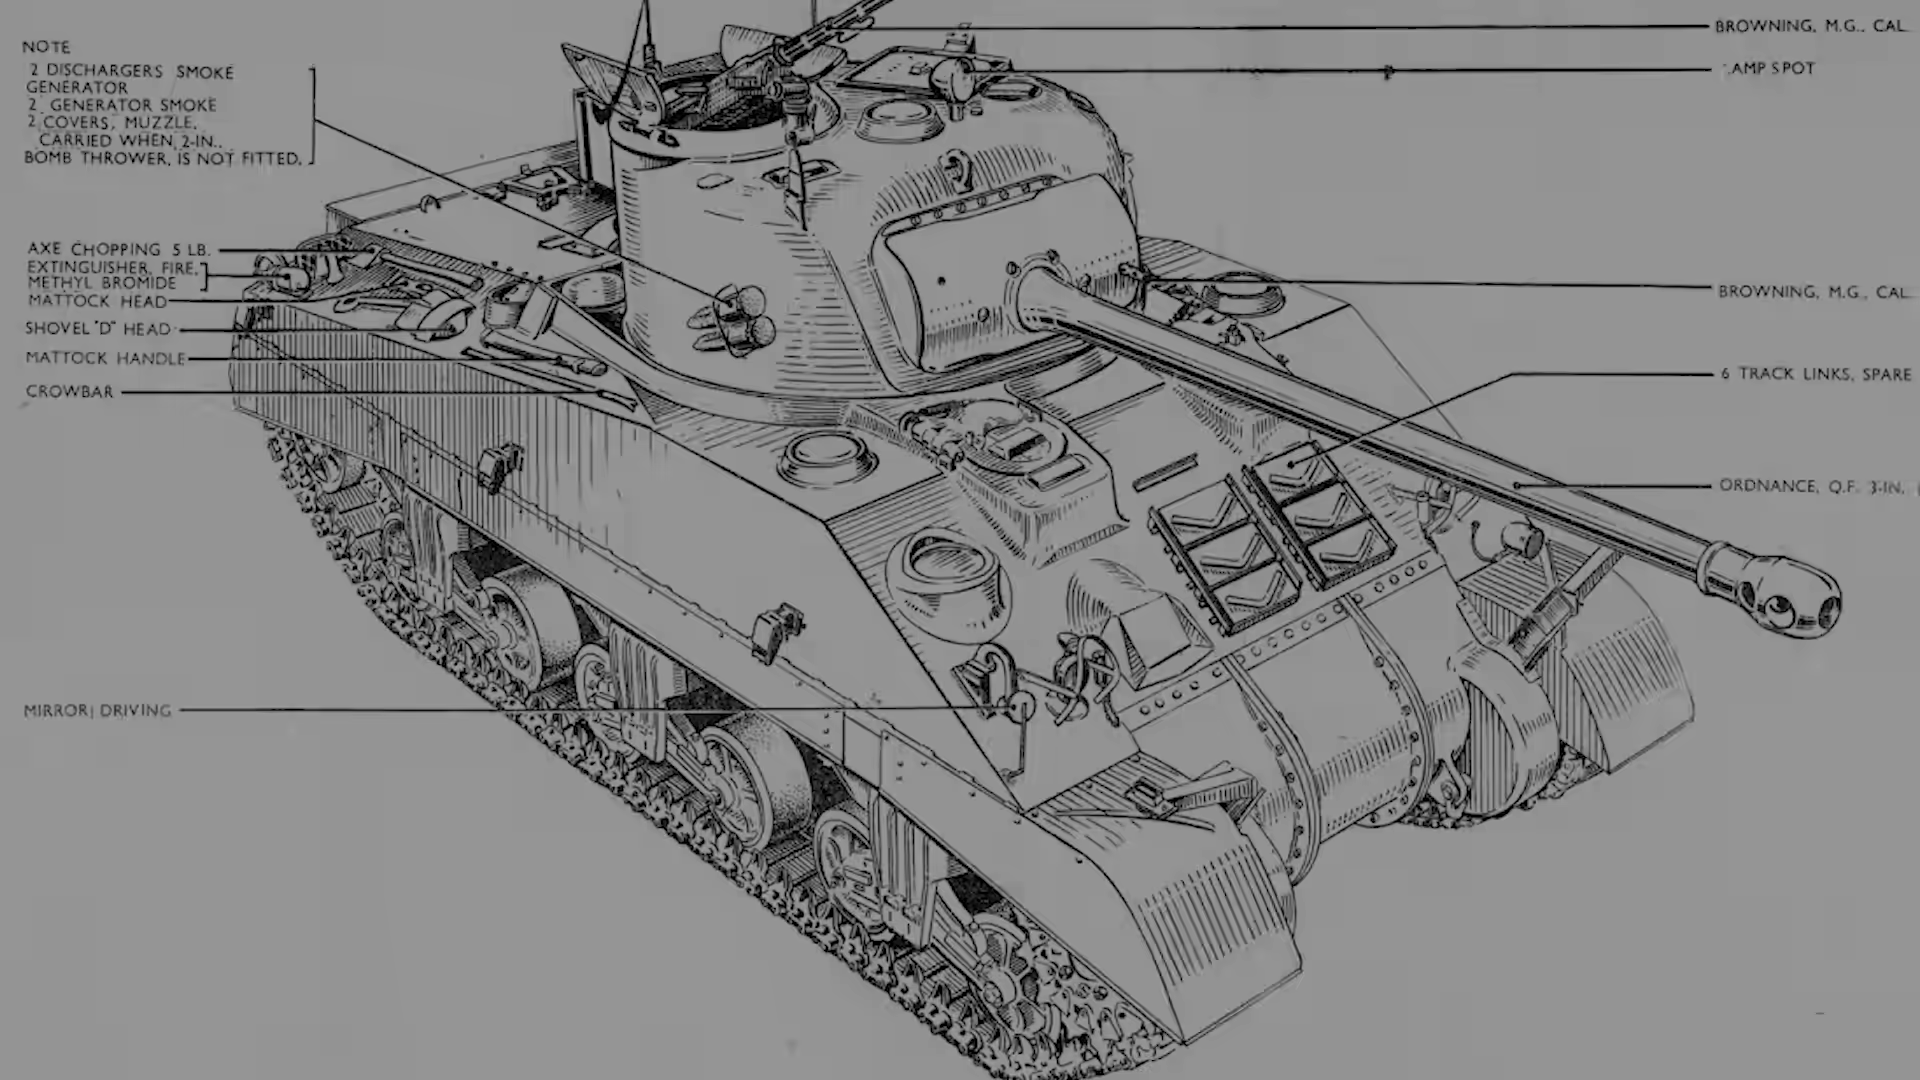 NOTE
2 DISCHARGERS SMOKE
GENERATOR
2 GENERATOR SMOKE
2 COVERS, MUZZLE,
CARRIED WHEN 2-IN.
BOMB THROWER, IS NOT FITTED.
AXE CHOPPING 5 LB.
EXTINGUISHER, FIRE,
METHYL BROMIDE
MATTOCK HEAD
SHOVEL "D" HEAD
MATTOCK HANDLE
CROWBAR
MIRROR DRIVING
BROWNING, M.G., CAL
AMP SPOT
BROWNING, M.G., CAL
6 TRACK LINKS, SPARE
ORDNANCE, Q.F. 3-IN.